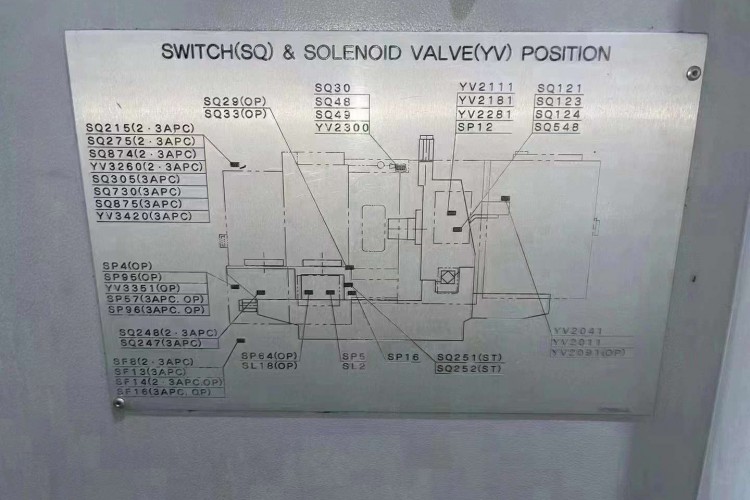 SWITCH(SQ) & SOLENOID VALVE(YV) POSITION
SQ30
SQ48
SQ49
YV2300
YV2111
YV2181
YV2281
SP12
SQ121
SQ123
SQ124
SQ548
SQ29(OP)
SQ33(OP)
SQ215(2·3APC)
SQ275(2·3APC)
SQ874(2·3APC)
YV3260(2·3APC)
SQ305(3APC)
SQ730(3APC)
SQ875(3APC)
YV3420(3APC)
SP4(OP)
SP95(OP)
YV3351(OP)
SP57(3APC. OP)
SP96(3APC. OP)
SQ248(2·3APC)
SQ247(3APC)
SF8(2·3APC)
SF13(3APC)
SF14(2·3APC.OP)
SF16(3APC. OP)
SP64(OP)
SL18(OP)
SP5
SL2
SP16
SQ251(ST)
SQ252(ST)
YV2041
YV2011
YV2091(OP)